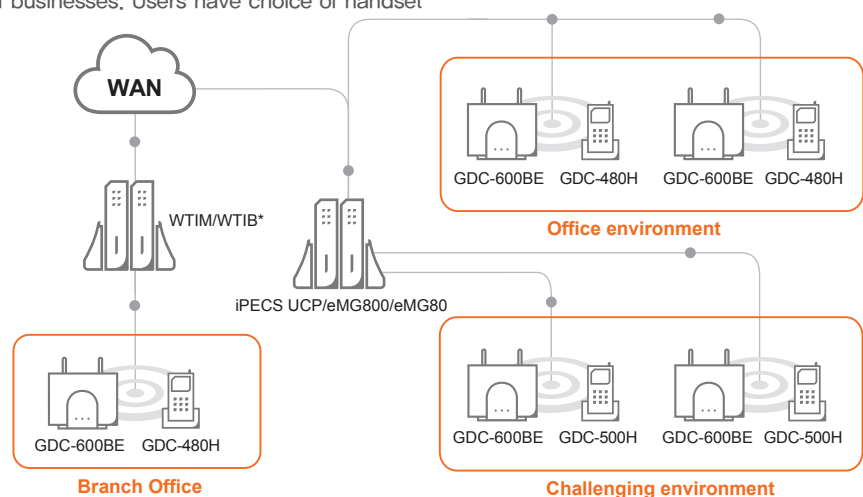 businesses. Users have choice of handset
WAN
GDC-600BE GDC-480H GDC-600BE GDC-480H
Office environment
WTIM/WTIB*
iPECS UCP/eMG800/eMG80
GDC-600BE GDC-480H
Branch Office
GDC-600BE GDC-500H GDC-600BE GDC-500H
Challenging environment